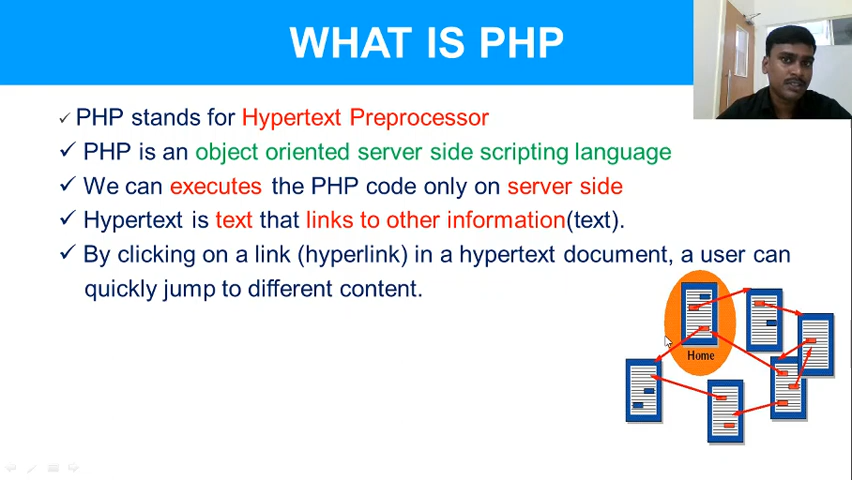 WHAT IS PHP
PHP stands for Hypertext Preprocessor
PHP is an object oriented server side scripting language
We can executes the PHP code only on server side
Hypertext is text that links to other information(text).
By clicking on a link (hyperlink) in a hypertext document, a user can
quickly jump to different content.
Home